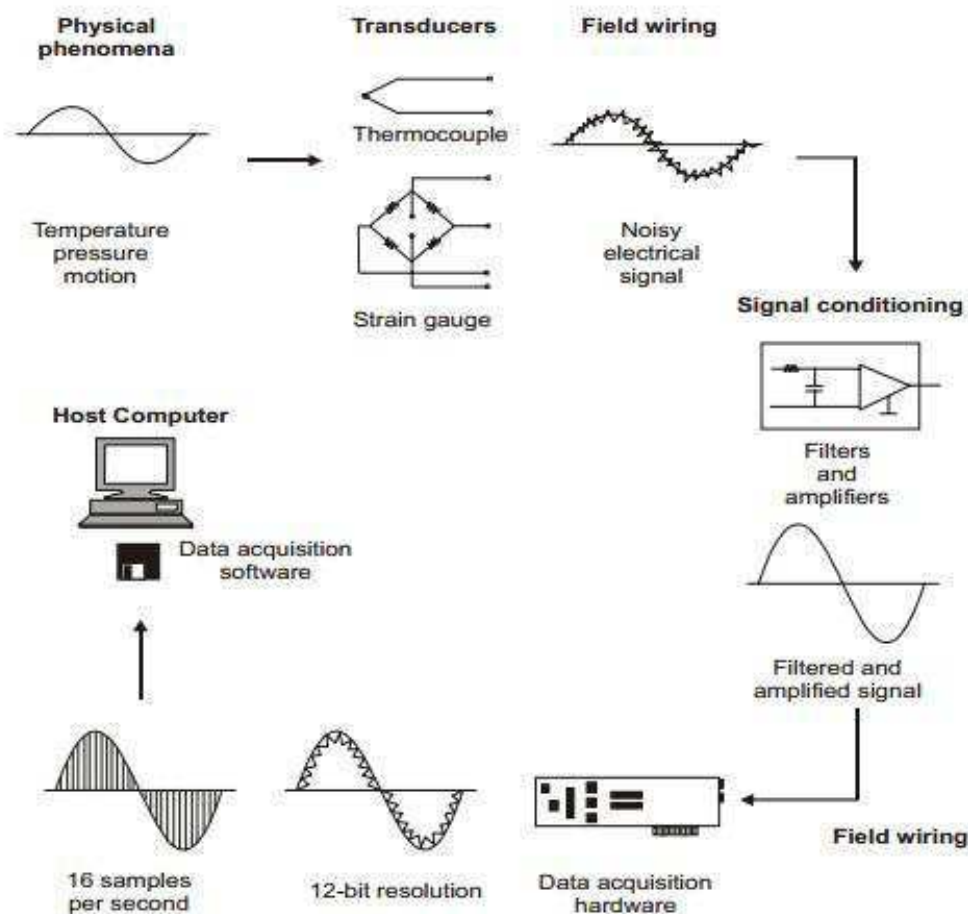 Physical
phenomena
Transducers
Field wiring
Thermocouple
Temperature
pressure
motion
Strain gauge
Noisy
electrical
signal
Signal conditioning
Filters
and
amplifiers
Filtered and
amplified signal
Field wiring
Host Computer
Data acquisition
software
16 samples
per second
12-bit resolution
Data acquisition
hardware